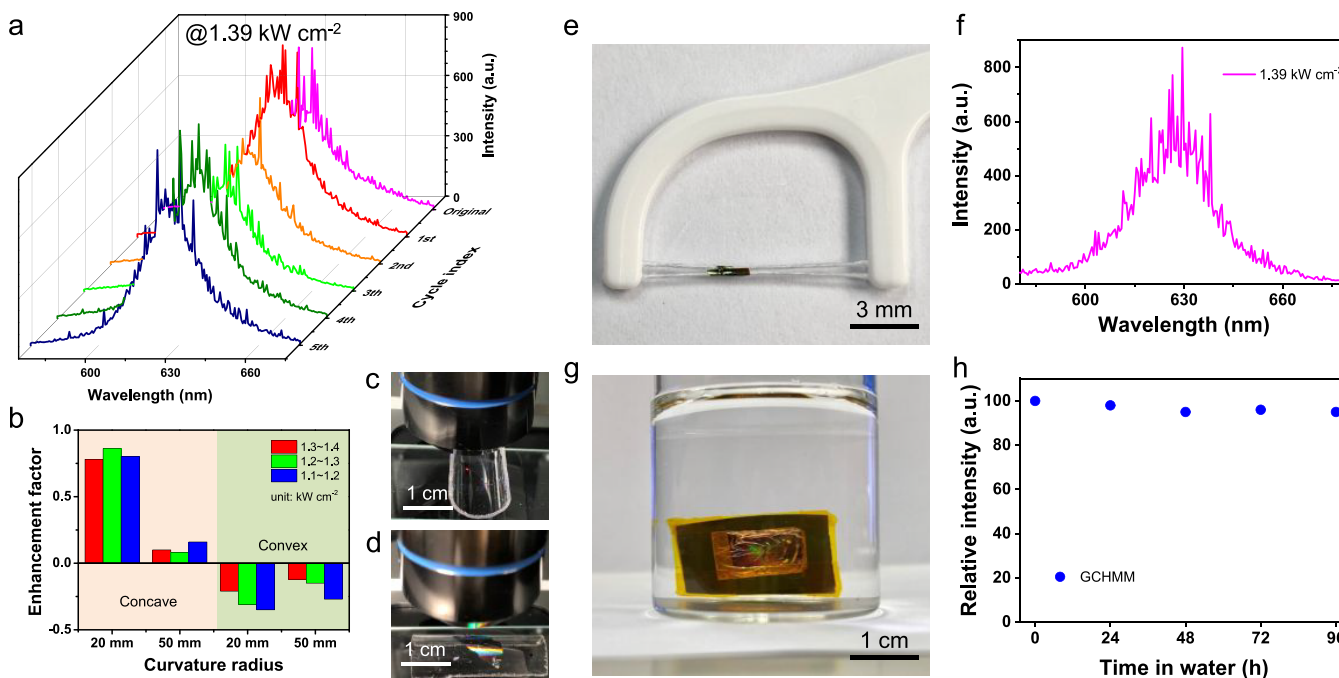 a
@1.39 kW cm⁻²
900
600
300
0
Intensity (a.u.)
Original
1st
2nd
3th
4th
5th
Cycle index
600
630
660
Wavelength (nm)
b
1.0
0.5
0.0
-0.5
Enhancement factor
1.3~1.4
1.2~1.3
1.1~1.2
unit: kW cm⁻²
Convex
Concave
20 mm 50 mm 20 mm 50 mm
Curvature radius
c
1 cm
d
1 cm
e
3 mm
f
800
600
400
200
0
Intensity (a.u.)
1.39 kW cm⁻²
600 630 660
Wavelength (nm)
g
1 cm
h
100
80
60
40
20
0
Relative intensity (a.u.)
GCHMM
0 24 48 72 96
Time in water (h)